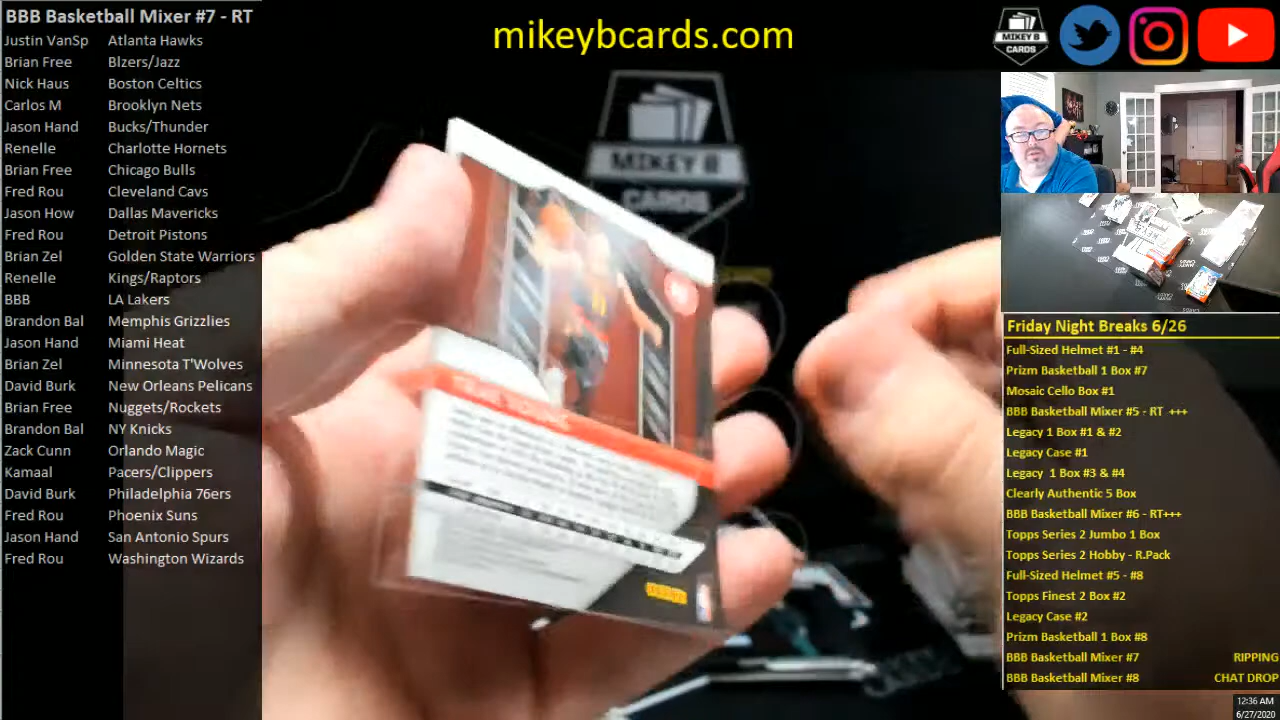 BBB Basketball Mixer #7 - RT
Justin VanSp Atlanta Hawks
Brian Free Blzers/Jazz
Nick Haus Boston Celtics
Carlos M Brooklyn Nets
Jason Hand Bucks/Thunder
Renelle Charlotte Hornets
Brian Free Chicago Bulls
Fred Rou Cleveland Cavs
Jason How Dallas Mavericks
Fred Rou Detroit Pistons
Brian Zel Golden State Warriors
Renelle Kings/Raptors
BBB LA Lakers
Brandon Bal Memphis Grizzlies
Jason Hand Miami Heat
Brian Zel Minnesota T'Wolves
David Burk New Orleans Pelicans
Brian Free Nuggets/Rockets
Brandon Bal NY Knicks
Zack Cunn Orlando Magic
Kamaal Pacers/Clippers
David Burk Philadelphia 76ers
Fred Rou Phoenix Suns
Jason Hand San Antonio Spurs
Fred Rou Washington Wizards
mikeybcards.com
MIKEY B
CARDS
MIKEY B
CARDS
Friday Night Breaks 6/26
Full-Sized Helmet #1 - #4
Prizm Basketball 1 Box #7
Mosaic Cello Box #1
BBB Basketball Mixer #5 - RT +++
Legacy 1 Box #1 & #2
Legacy Case #1
Legacy 1 Box #3 & #4
Clearly Authentic 5 Box
BBB Basketball Mixer #6 - RT+++
Topps Series 2 Jumbo 1 Box
Topps Series 2 Hobby - R.Pack
Full-Sized Helmet #5 - #8
Topps Finest 2 Box #2
Legacy Case #2
Prizm Basketball 1 Box #8
BBB Basketball Mixer #7 RIPPING
BBB Basketball Mixer #8 CHAT DROP
12:36 AM
6/27/2020